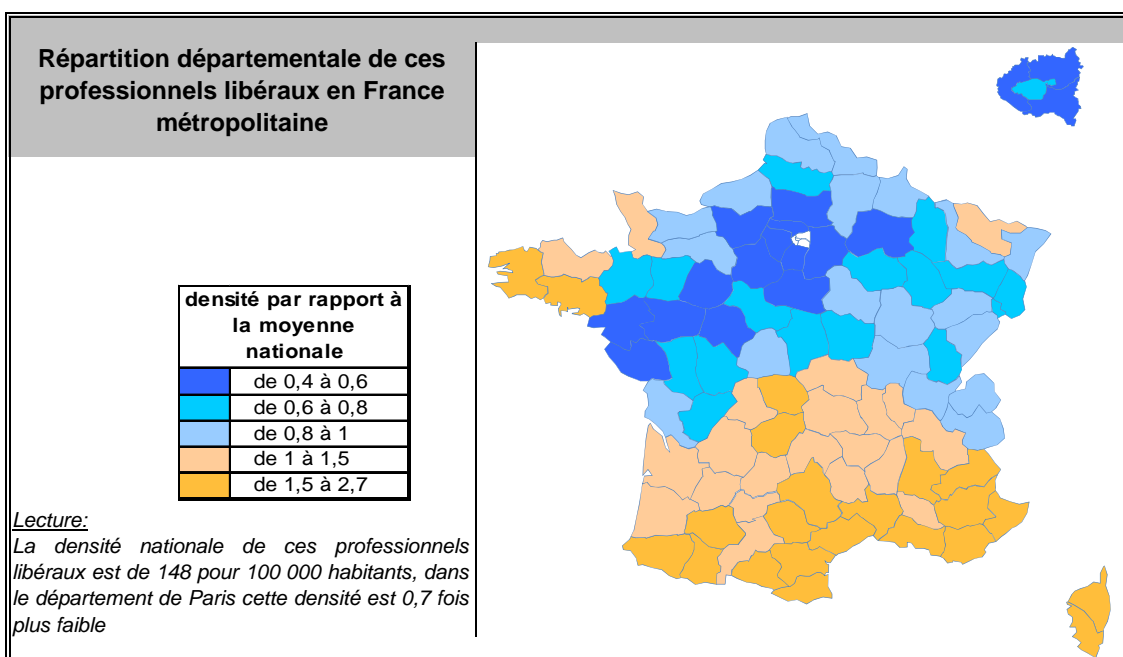 Répartition départementale de ces
professionnels libéraux en France
métropolitaine
densité par rapport à
la moyenne
nationale
de 0,4 à 0,6
de 0,6 à 0,8
de 0,8 à 1
de 1 à 1,5
de 1,5 à 2,7
Lecture:
La densité nationale de ces professionnels
libéraux est de 148 pour 100 000 habitants, dans
le département de Paris cette densité est 0,7 fois
plus faible